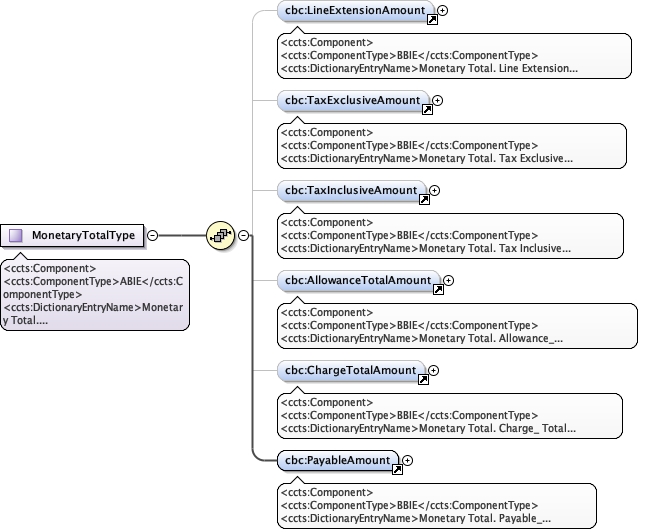 cbc:LineExtensionAmount
<ccts:Component>
<ccts:ComponentType>BBIE</ccts:ComponentType>
<ccts:DictionaryEntryName>Monetary Total. Line Extension...
cbc:TaxExclusiveAmount
<ccts:Component>
<ccts:ComponentType>BBIE</ccts:ComponentType>
<ccts:DictionaryEntryName>Monetary Total. Tax Exclusive...
cbc:TaxInclusiveAmount
<ccts:Component>
<ccts:ComponentType>BBIE</ccts:ComponentType>
<ccts:DictionaryEntryName>Monetary Total. Tax Inclusive...
MonetaryTotalType
<ccts:Component>
<ccts:ComponentType>ABIE</ccts:C
omponentType>
<ccts:DictionaryEntryName>Monetar
y Total....
cbc:AllowanceTotalAmount
<ccts:Component>
<ccts:ComponentType>BBIE</ccts:ComponentType>
<ccts:DictionaryEntryName>Monetary Total. Allowance_...
cbc:ChargeTotalAmount
<ccts:Component>
<ccts:ComponentType>BBIE</ccts:ComponentType>
<ccts:DictionaryEntryName>Monetary Total. Charge_ Total...
cbc:PayableAmount
<ccts:Component>
<ccts:ComponentType>BBIE</ccts:ComponentType>
<ccts:DictionaryEntryName>Monetary Total. Payable_...